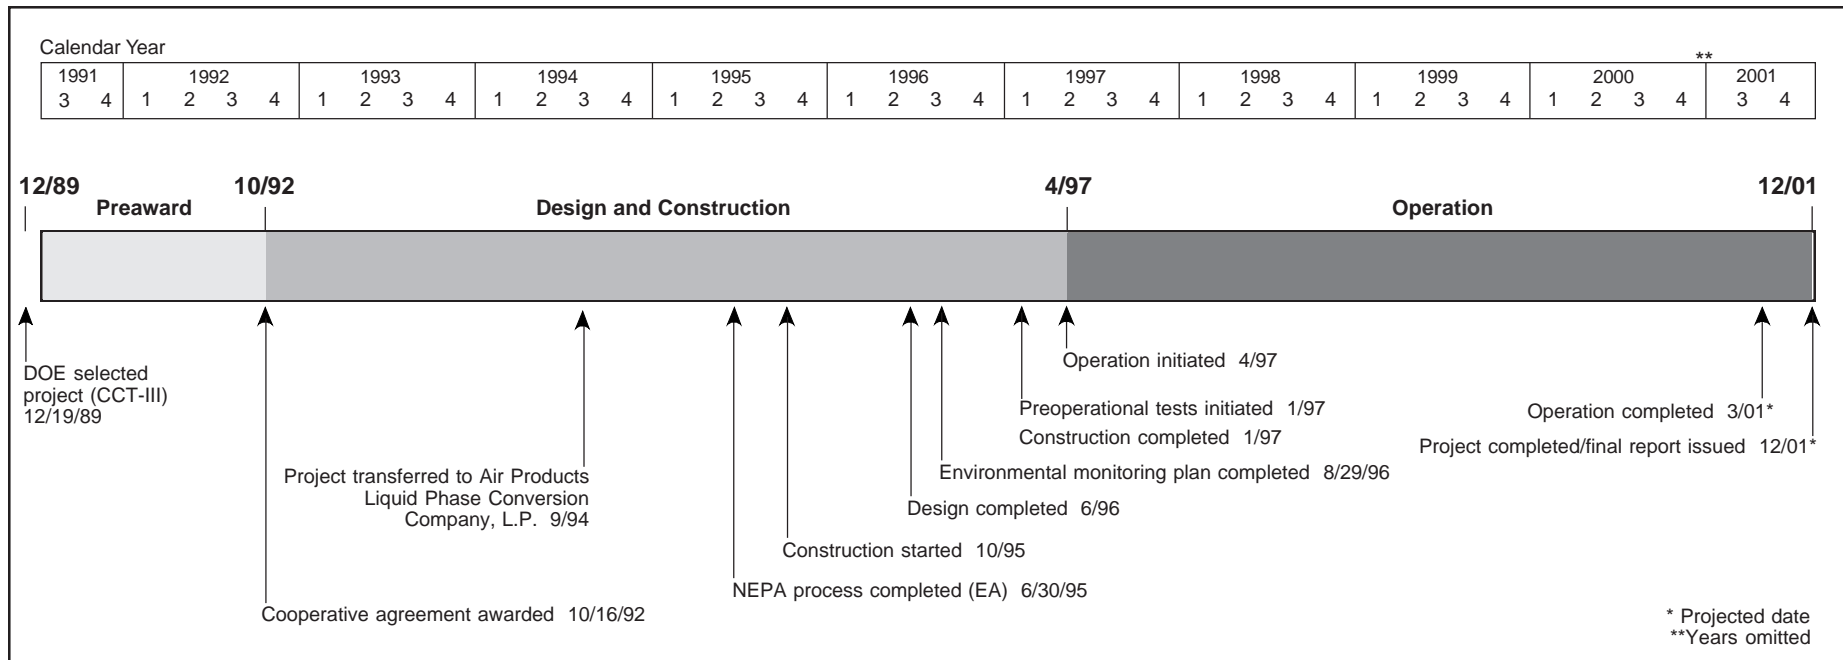 Calendar Year
**
1991 1992 1993 1994 1995 1996 1997 1998 1999 2000 2001
3 4 1 2 3 4 1 2 3 4 1 2 3 4 1 2 3 4 1 2 3 4 1 2 3 4 1 2 3 4 1 2 3 4 1 2 3 4 3 4
12/89 10/92 4/97 12/01
Preaward Design and Construction Operation
DOE selected
project (CCT-III)
12/19/89
Cooperative agreement awarded 10/16/92
Project transferred to Air Products
Liquid Phase Conversion
Company, L.P. 9/94
NEPA process completed (EA) 6/30/95
Construction started 10/95
Design completed 6/96
Environmental monitoring plan completed 8/29/96
Preoperational tests initiated 1/97
Construction completed 1/97
Operation initiated 4/97
Operation completed 3/01*
Project completed/final report issued 12/01*
* Projected date
**Years omitted